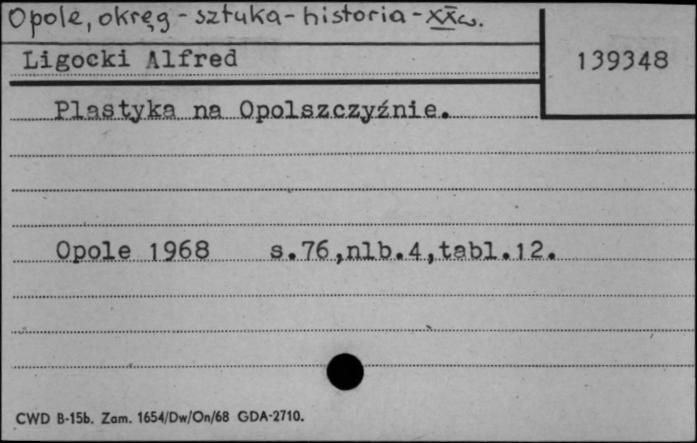 Opole, okręg - sztuka - historia - XXw.
Ligocki Alfred
139348
Plastyka na Opolszczyźnie.
Opole 1968 s.76,nlb.4,tabl.12.
CWD B-15b. Zam. 1654/Dw/On/68 GDA-2710.